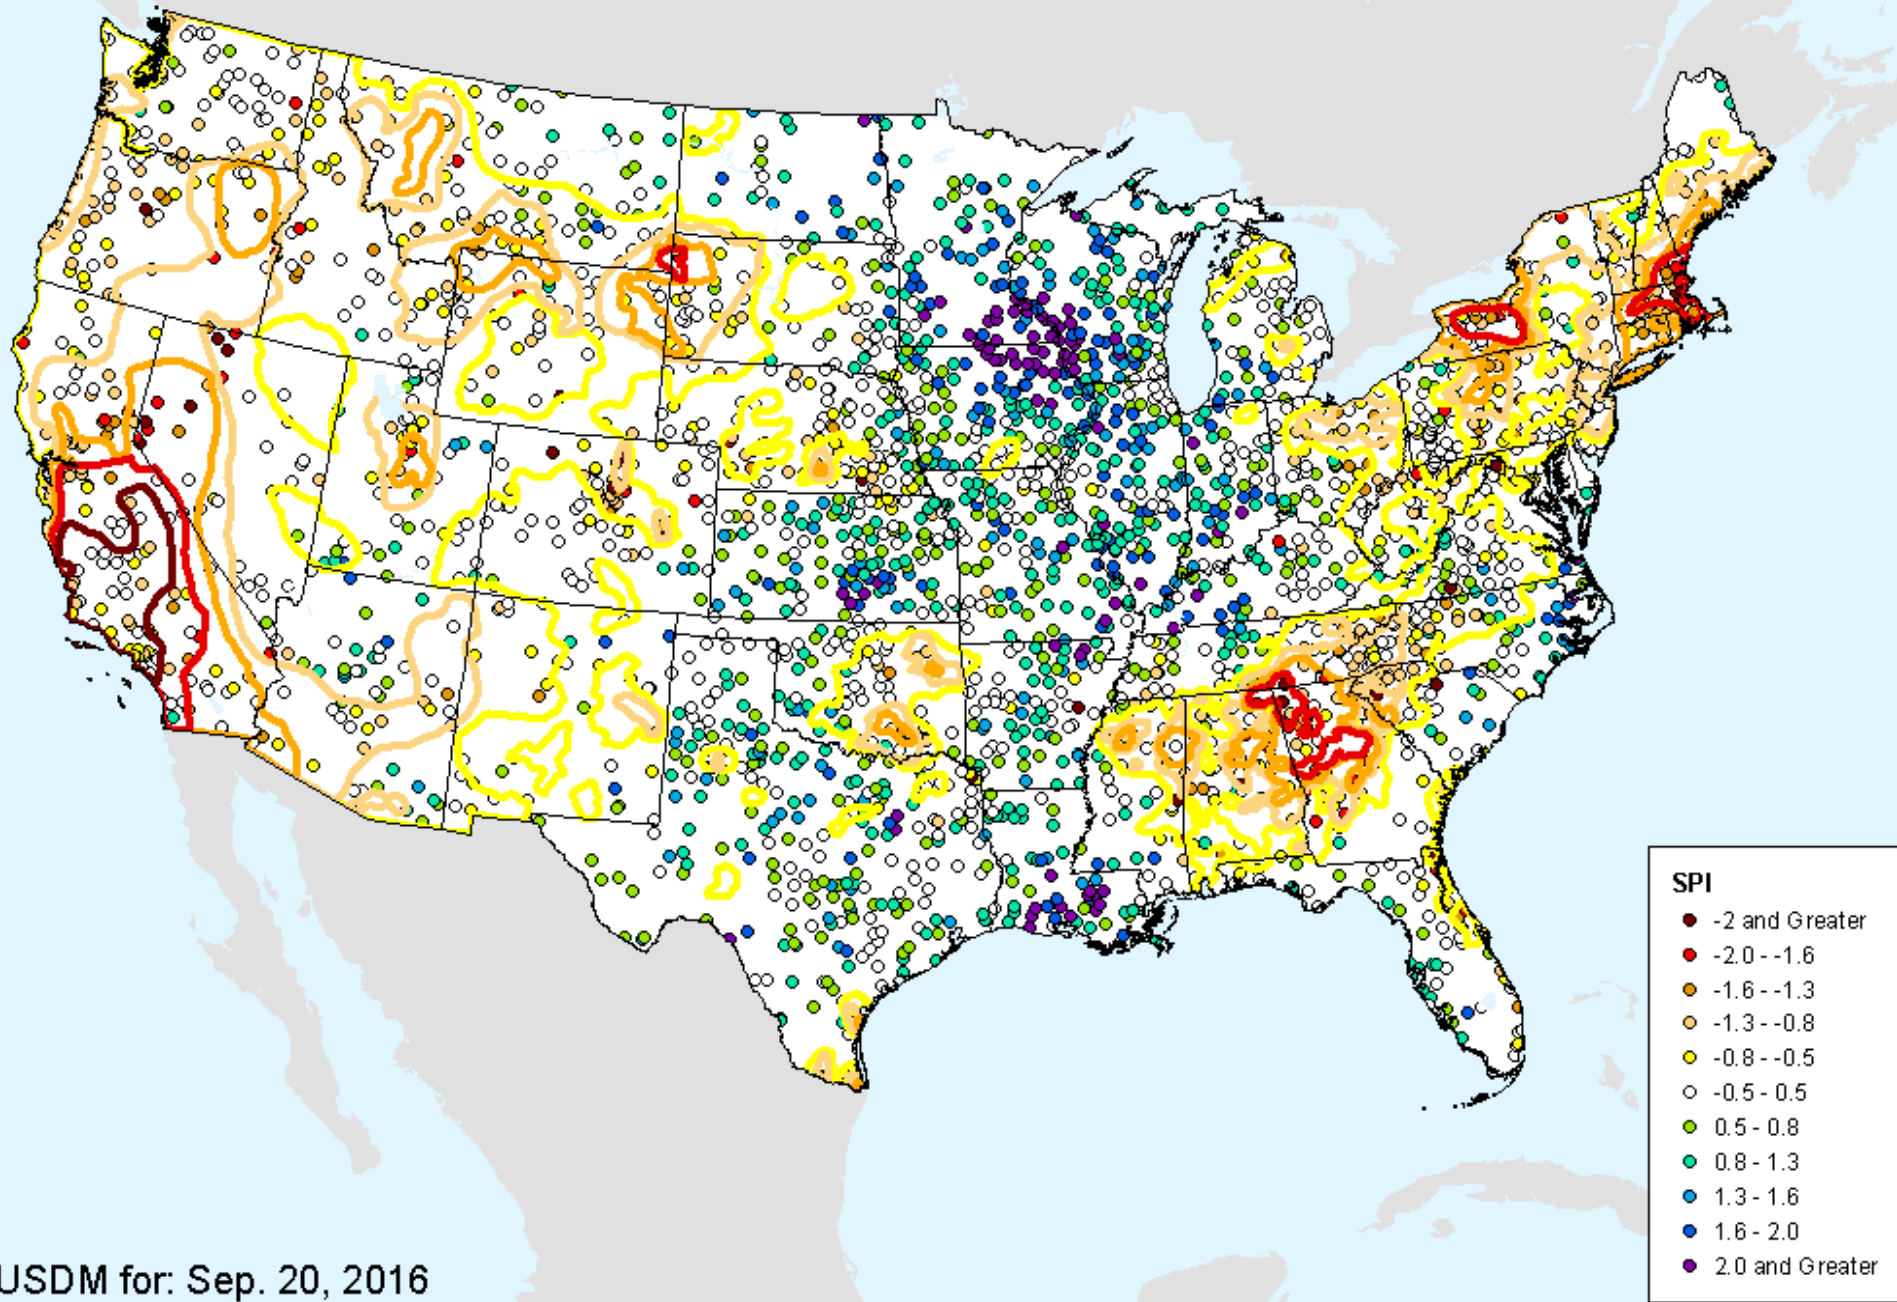 SPI
-2 and Greater
-2.0 - -1.6
-1.6 - -1.3
-1.3 - -0.8
-0.8 - -0.5
-0.5 - 0.5
0.5 - 0.8
0.8 - 1.3
1.3 - 1.6
1.6 - 2.0
2.0 and Greater
USDM for: Sep. 20, 2016